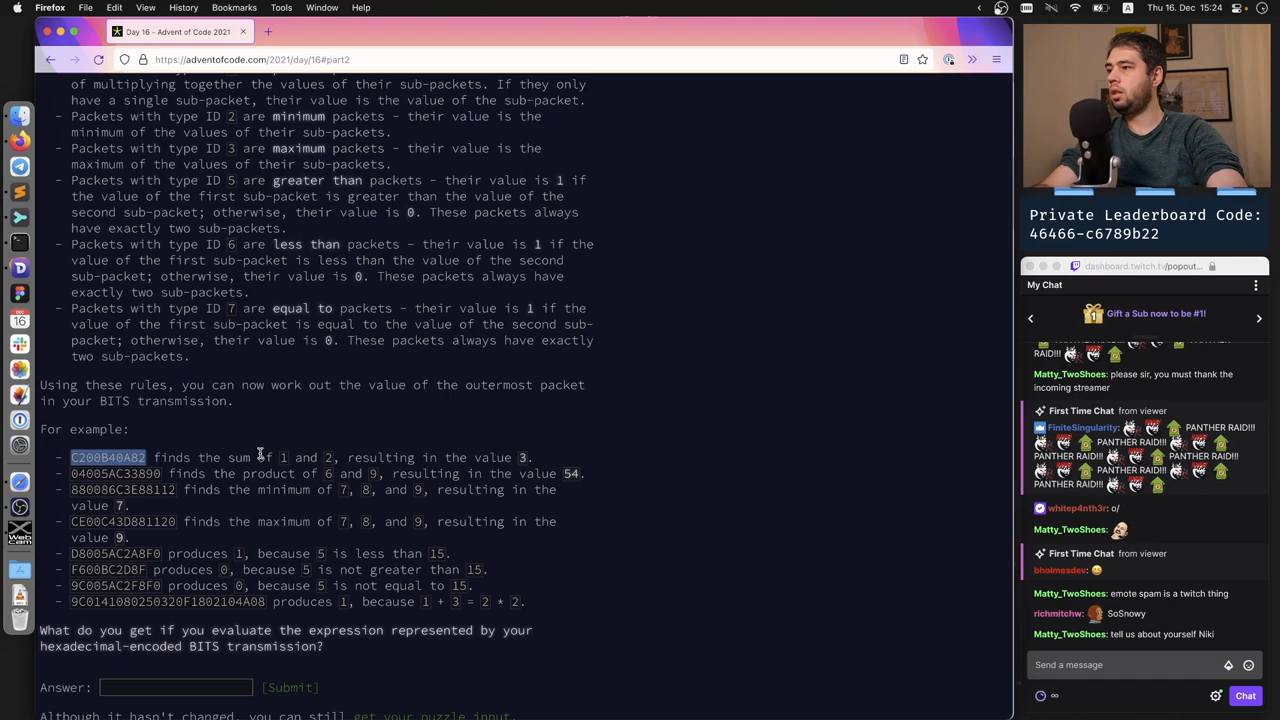 Firefox File Edit View History Bookmarks Tools Window Help
A Thu 16. Dec 15:24
Day 16 - Advent of Code 2021
https://adventofcode.com/2021/day/16#part2
of multiplying together the values of their sub-packets. If they only
have a single sub-packet, their value is the value of the sub-packet.
- Packets with type ID 2 are minimum packets - their value is the
minimum of the values of their sub-packets.
- Packets with type ID 3 are maximum packets - their value is the
maximum of the values of their sub-packets.
- Packets with type ID 5 are greater than packets - their value is 1 if
the value of the first sub-packet is greater than the value of the
second sub-packet; otherwise, their value is 0. These packets always
have exactly two sub-packets.
- Packets with type ID 6 are less than packets - their value is 1 if
the value of the first sub-packet is less than the value of the second
sub-packet; otherwise, their value is 0. These packets always have
exactly two sub-packets.
- Packets with type ID 7 are equal to packets - their value is 1 if the
value of the first sub-packet is equal to the value of the second sub-
packet; otherwise, their value is 0. These packets always have exactly
two sub-packets.
Using these rules, you can now work out the value of the outermost packet
in your BITS transmission.
For example:
- C200B40A82 finds the sum of 1 and 2, resulting in the value 3.
- 04005AC33890 finds the product of 6 and 9, resulting in the value 54.
- 880086C3E88112 finds the minimum of 7, 8, and 9, resulting in the
value 7.
- CE00C43D881120 finds the maximum of 7, 8, and 9, resulting in the
value 9.
- D8005AC2A8F0 produces 1, because 5 is less than 15.
- F600BC2D8F produces 0, because 5 is not greater than 15.
- 9C005AC2F8F0 produces 0, because 5 is not equal to 15.
- 9C0141080250320F1802104A08 produces 1, because 1 + 3 = 2 * 2.
What do you get if you evaluate the expression represented by your
hexadecimal-encoded BITS transmission?
Answer: [Submit]
Although it hasn't changed, you can still get your puzzle input.
DEC
16
Web
Cam
Private Leaderboard Code:
46466-c6789b22
dashboard.twitch.tv/popout...
My Chat
1 Gift a Sub now to be #1!
PANTHER RAID!!!
RAID!!!
Matty_TwoShoes: please sir, you must thank the
incoming streamer
First Time Chat from viewer
FiniteSingularity: PANTHER RAID!!!
PANTHER RAID!!! PANTHER RAID!!!
PANTHER RAID!!! PANTHER RAID!!!
PANTHER RAID!!! PANTHER RAID!!!
PANTHER RAID!!!
whitep4nth3r: o/
Matty_TwoShoes:
First Time Chat from viewer
bholmesdev:
Matty_TwoShoes: emote spam is a twitch thing
richmitchw: SoSnowy
Matty_TwoShoes: tell us about yourself Niki
Send a message
Chat